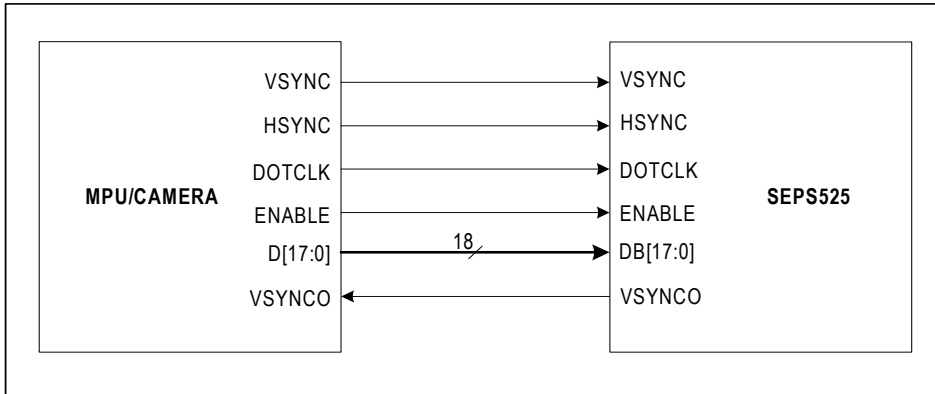 MPU/CAMERA
VSYNC
HSYNC
DOTCLK
ENABLE
D[17:0]
VSYNCO
18
VSYNC
HSYNC
DOTCLK
ENABLE
DB[17:0]
VSYNCO
SEPS525